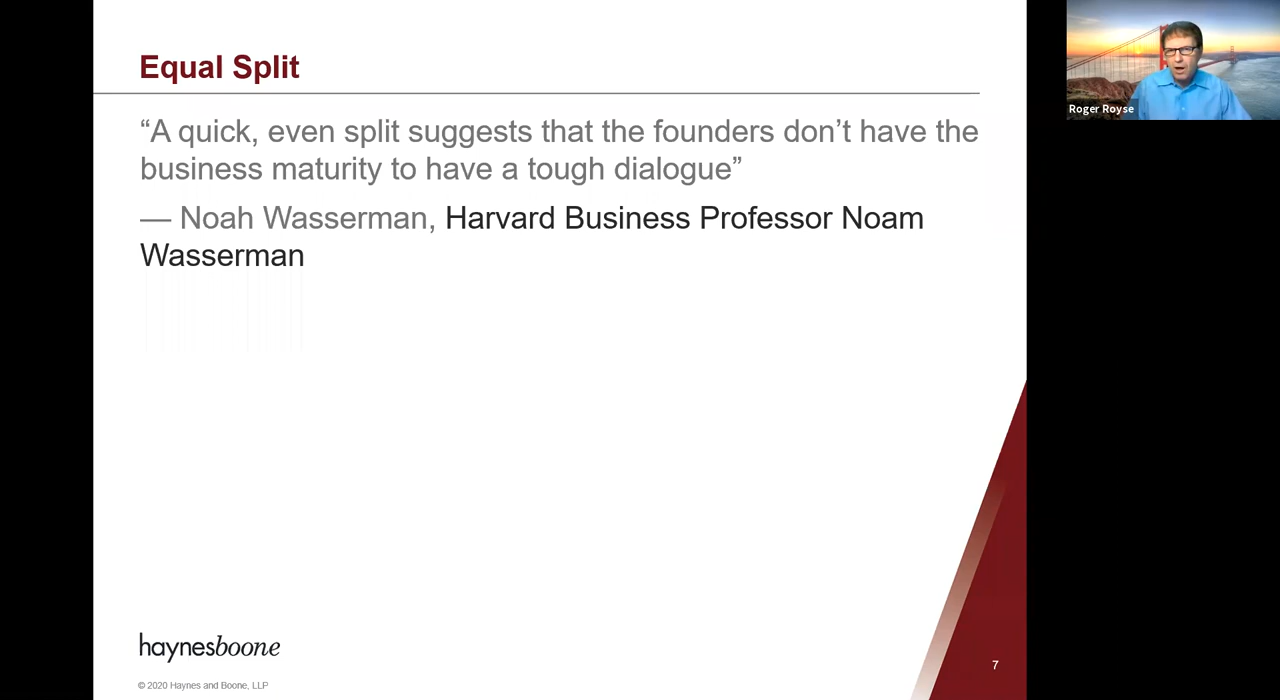 Equal Split
“A quick, even split suggests that the founders don’t have the
business maturity to have a tough dialogue”
— Noah Wasserman, Harvard Business Professor Noam
Wasserman
haynesboone
© 2020 Haynes and Boone, LLP
7
Roger Royse